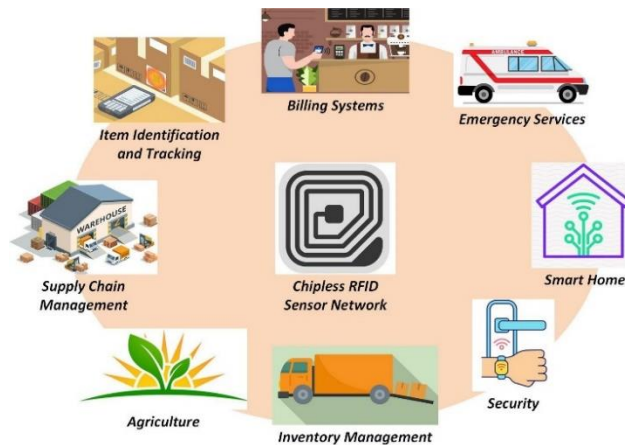 Billing Systems
AMBULANCE
Emergency Services
Item Identification
and Tracking
WAREHOUSE
Supply Chain
Management
Chipless RFID
Sensor Network
Smart Home
Agriculture
Inventory Management
Security